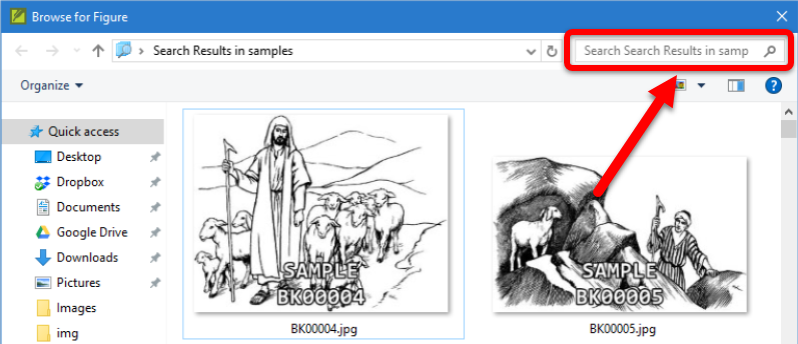 Browse for Figure
Search Results in samples
Search Search Results in samp
Organize
Quick access
Desktop
Dropbox
Documents
Google Drive
Downloads
Pictures
Images
img
SAMPLE
BK00004
BK00004.jpg
SAMPLE
BK00005
BK00005.jpg